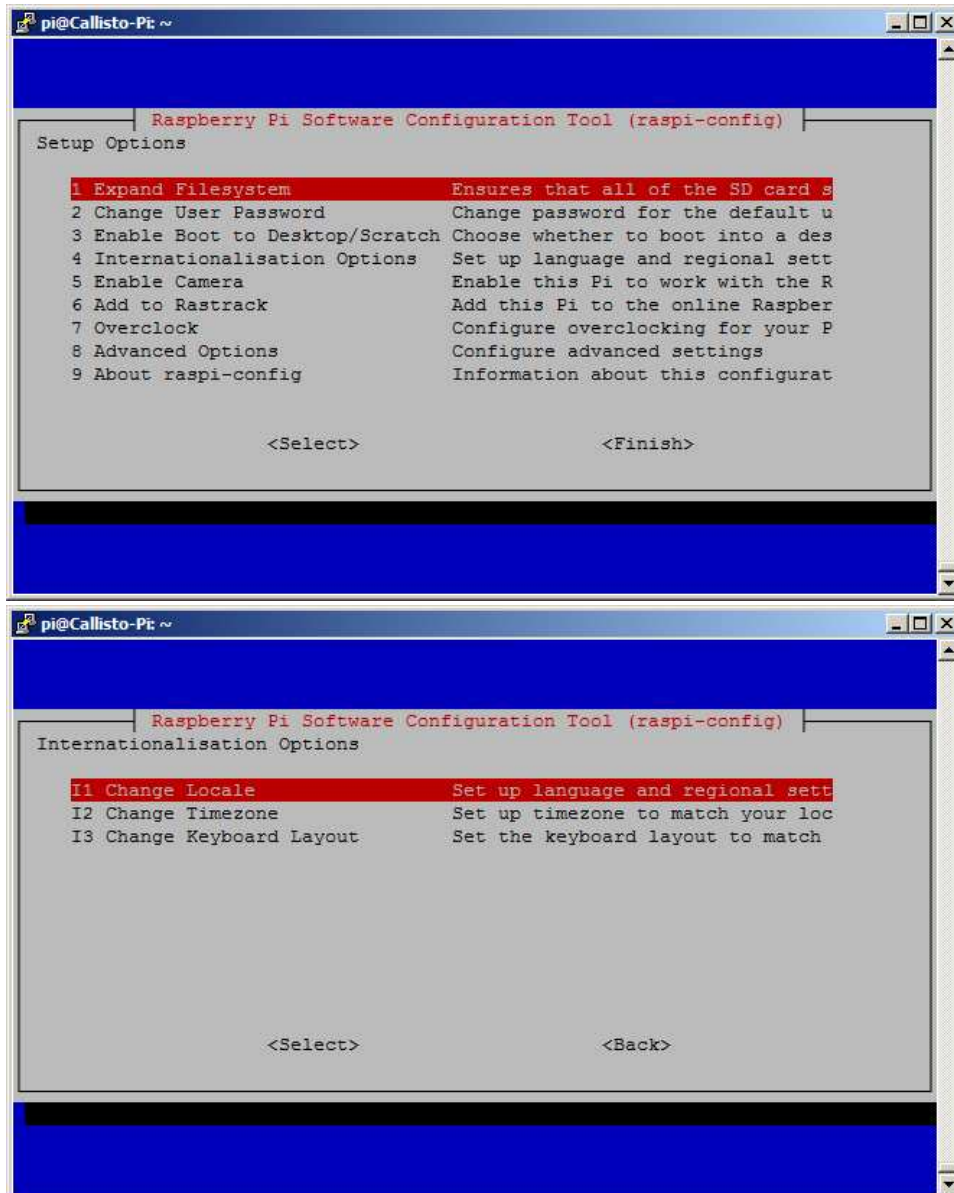 pi@Callisto-Pi: ~
Raspberry Pi Software Configuration Tool (raspi-config)
Setup Options
1 Expand Filesystem Ensures that all of the SD card s
2 Change User Password Change password for the default u
3 Enable Boot to Desktop/Scratch Choose whether to boot into a des
4 Internationalisation Options Set up language and regional sett
5 Enable Camera Enable this Pi to work with the R
6 Add to Rastrack Add this Pi to the online Raspber
7 Overclock Configure overclocking for your P
8 Advanced Options Configure advanced settings
9 About raspi-config Information about this configurat
<Select> <Finish>
pi@Callisto-Pi: ~
Raspberry Pi Software Configuration Tool (raspi-config)
Internationalisation Options
I1 Change Locale Set up language and regional sett
I2 Change Timezone Set up timezone to match your loc
I3 Change Keyboard Layout Set the keyboard layout to match
<Select> <Back>